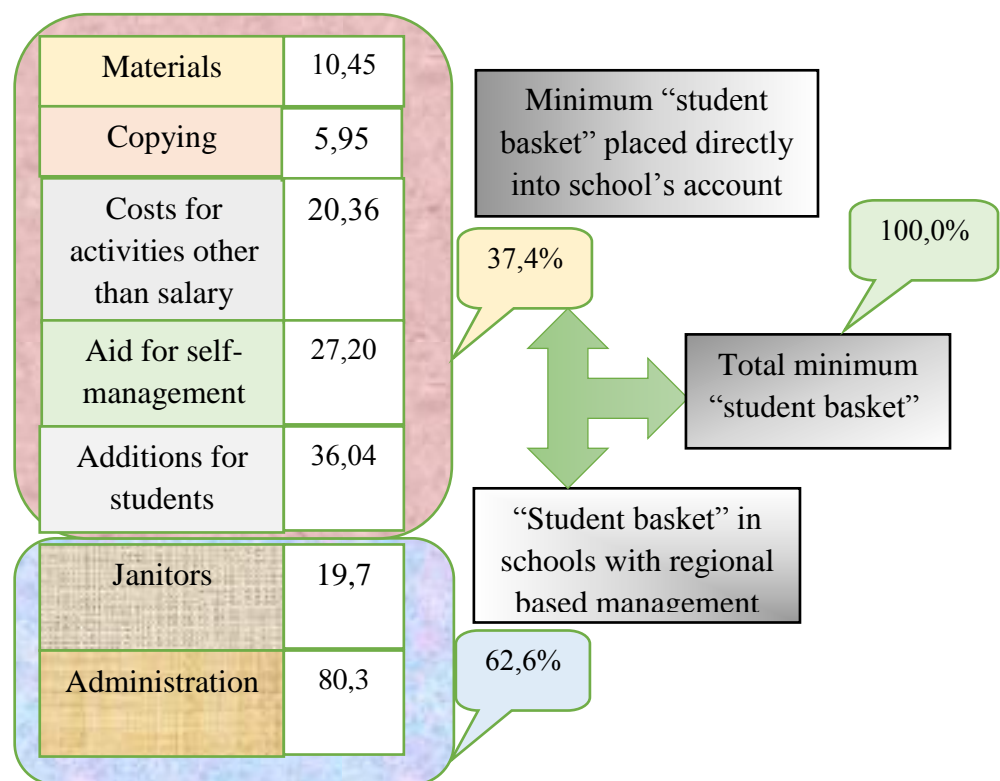 Materials
10,45
Copying
5,95
Costs for
activities other
than salary
20,36
Aid for self-
management
27,20
Additions for
students
36,04
Janitors
19,7
Administration
80,3
37,4%
62,6%
Minimum “student
basket” placed directly
into school’s account
100,0%
Total minimum
“student basket”
“Student basket” in
schools with regional
based management